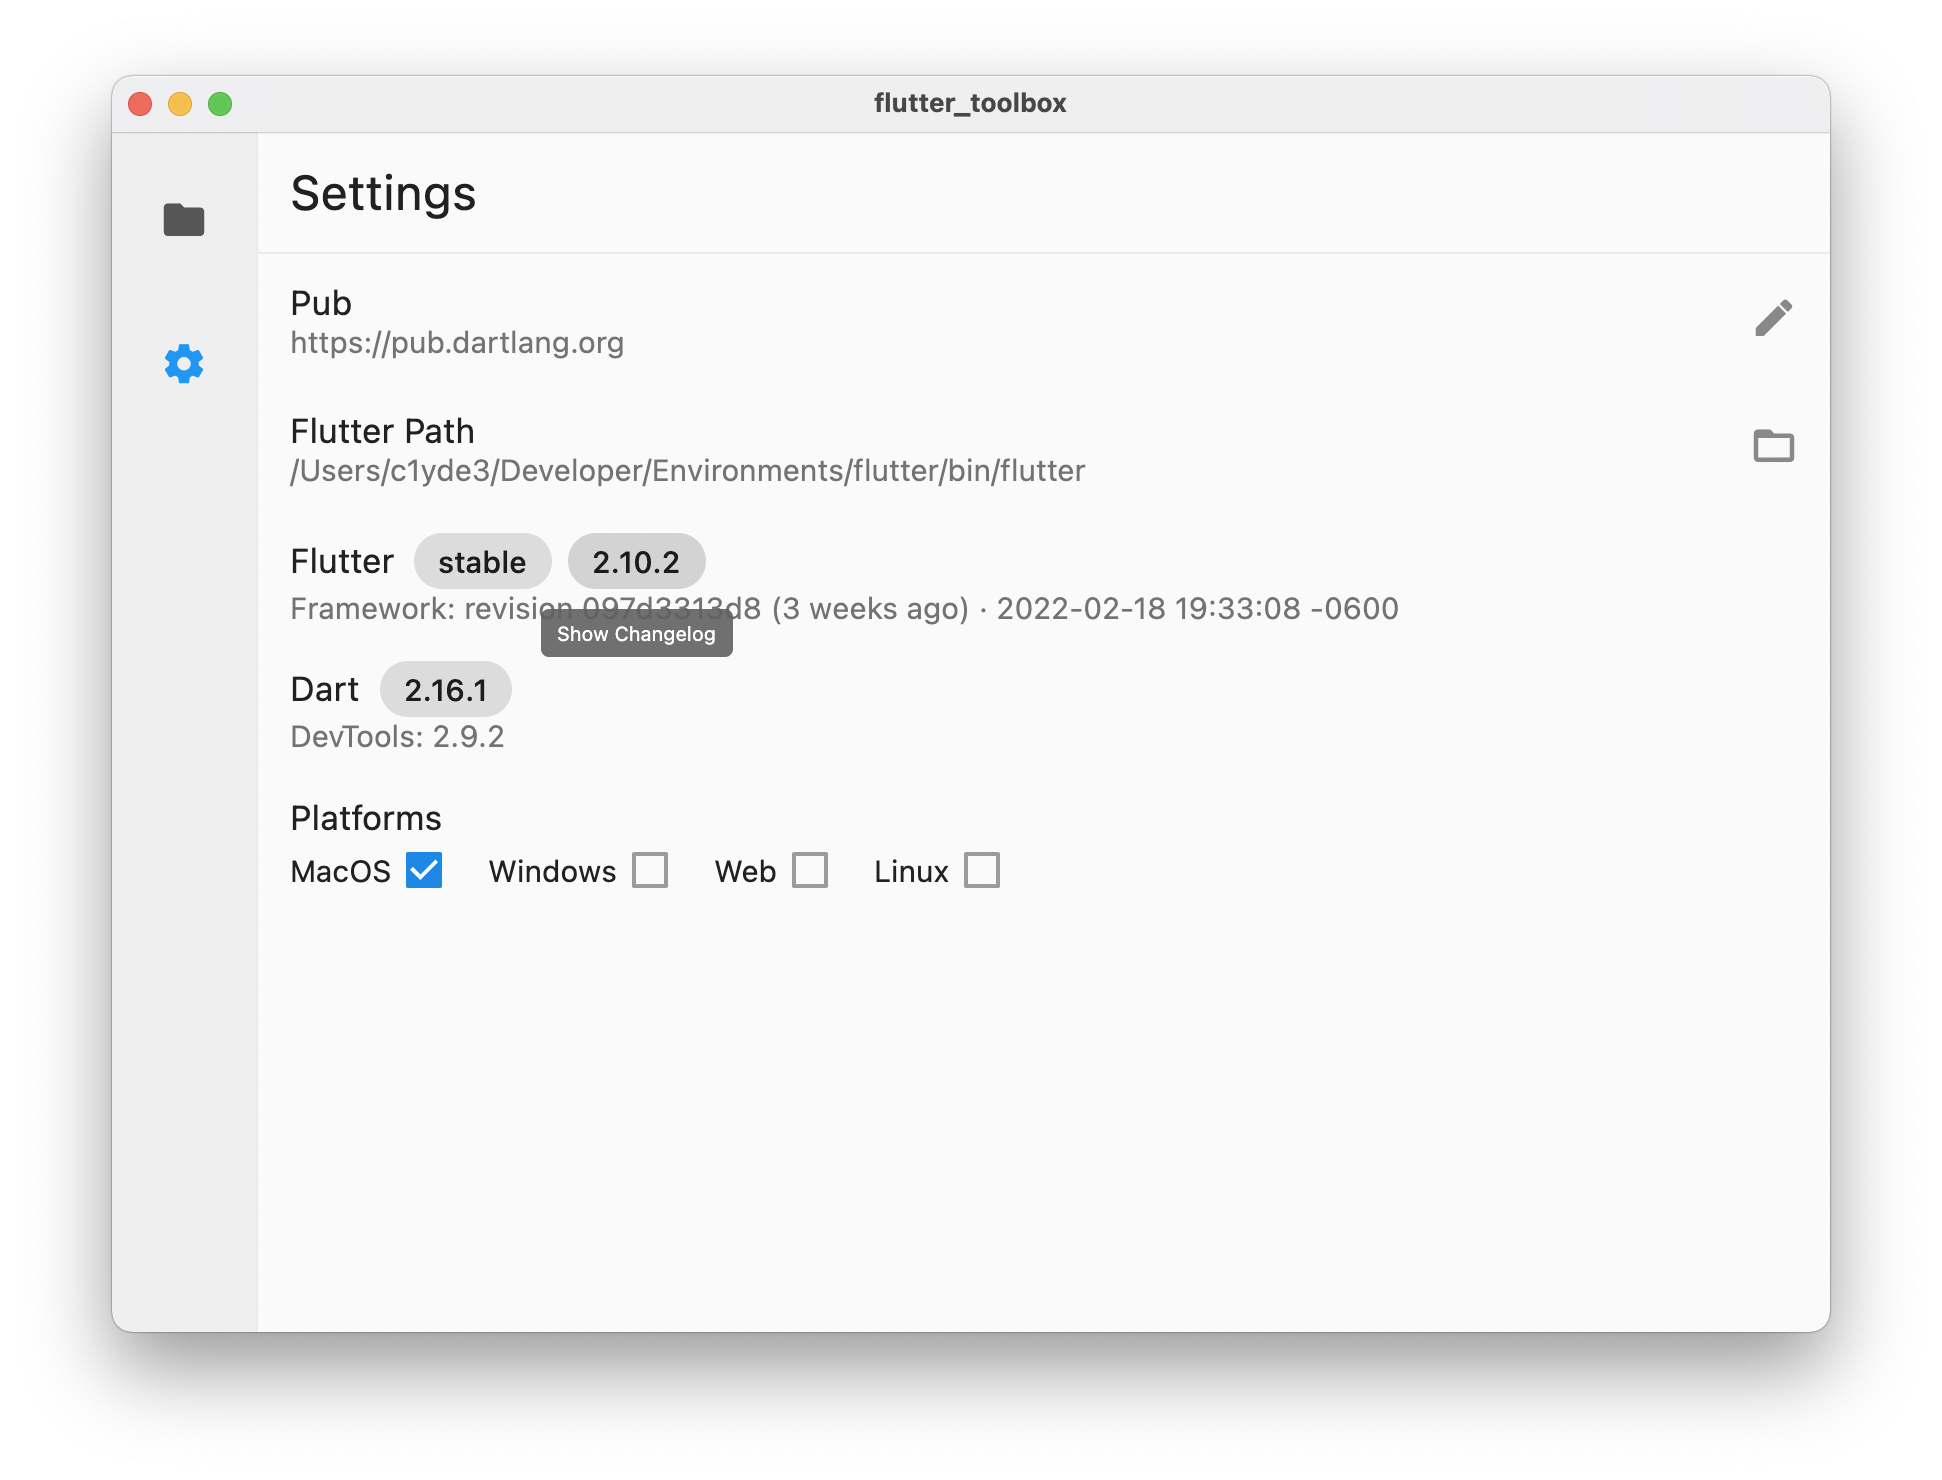 flutter_toolbox
Settings
Pub
https://pub.dartlang.org
Flutter Path
/Users/c1yde3/Developer/Environments/flutter/bin/flutter
Flutter stable 2.10.2
Framework: revision 097d3313d8 (3 weeks ago) · 2022-02-18 19:33:08 -0600
Show Changelog
Dart 2.16.1
DevTools: 2.9.2
Platforms
MacOS Windows Web Linux